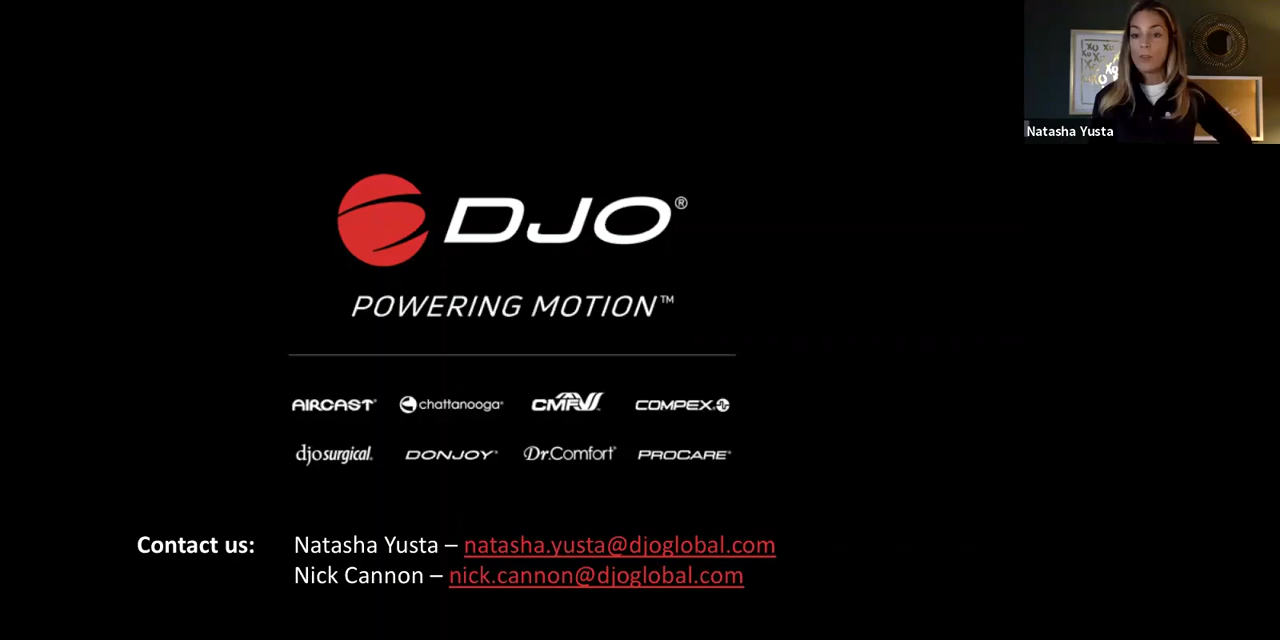 Natasha Yusta
DJO®
POWERING MOTION™
AIRCAST® chattanooga® CMF™ COMPEX®
djosurgical® DONJOY® Dr.Comfort® PROCARE®
Contact us: Natasha Yusta – natasha.yusta@djoglobal.com
Nick Cannon – nick.cannon@djoglobal.com